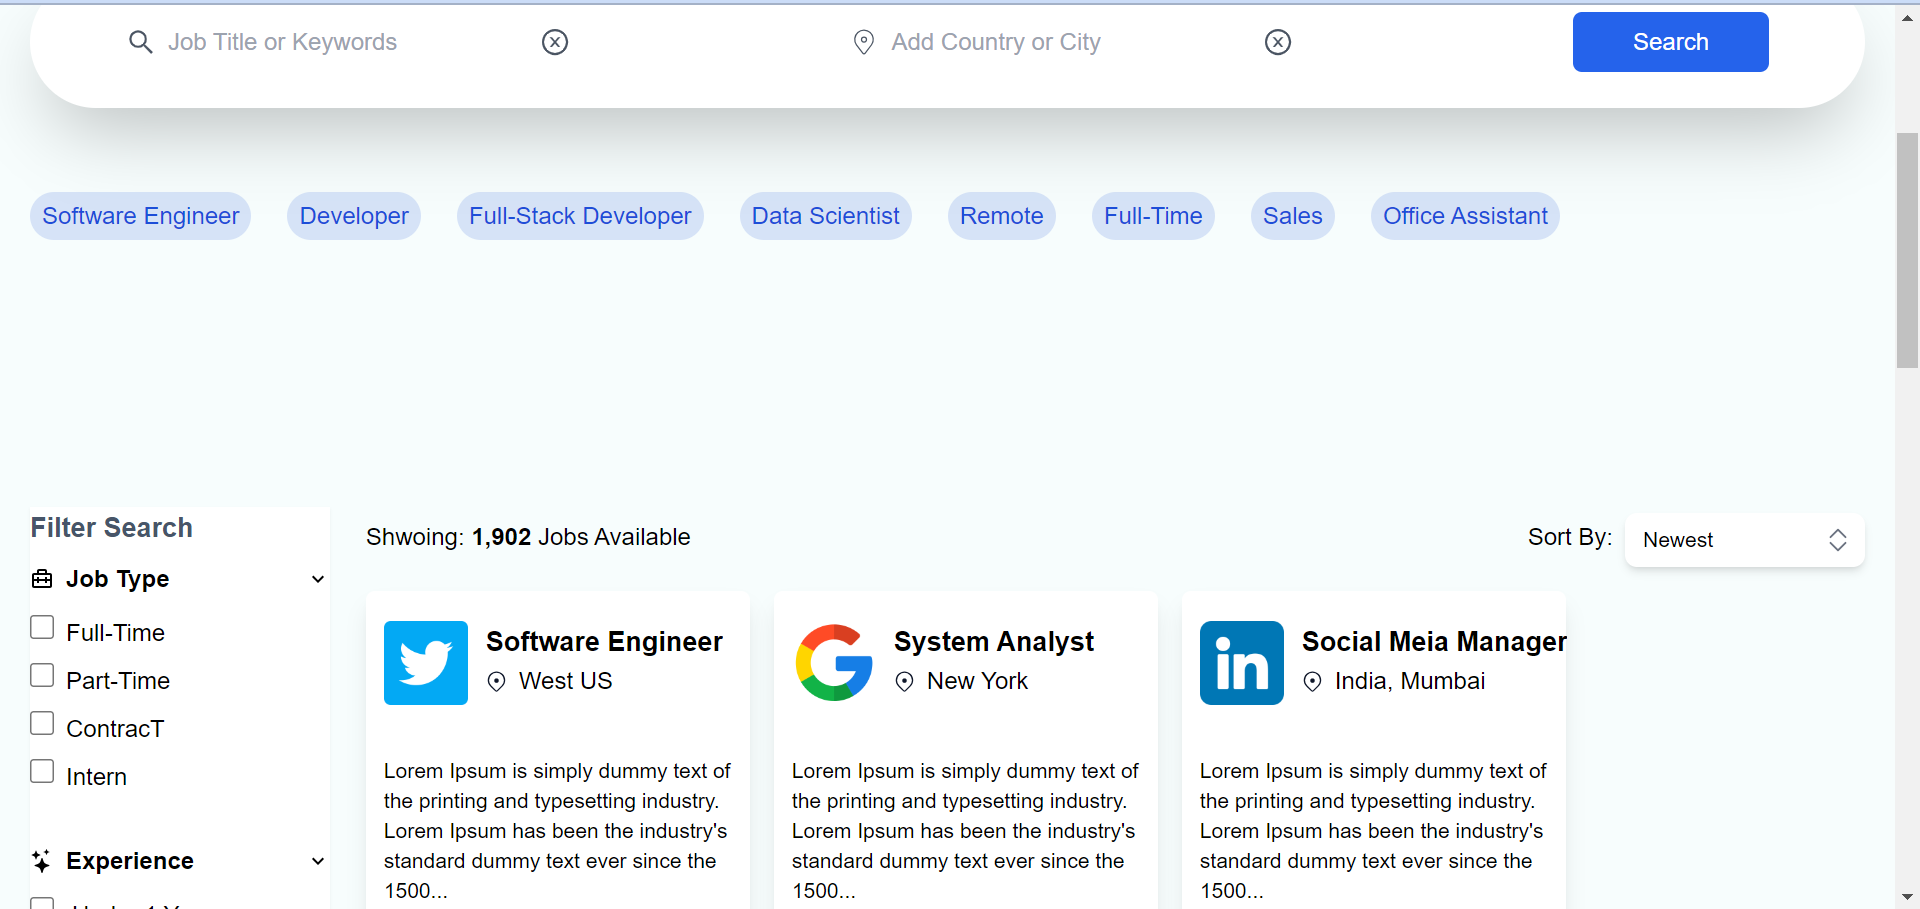 Job Title or Keywords
Add Country or City
Search
Software Engineer
Developer
Full-Stack Developer
Data Scientist
Remote
Full-Time
Sales
Office Assistant
Filter Search
Job Type
Full-Time
Part-Time
ContracT
Intern
Experience
Shwoing: 1,902 Jobs Available
Sort By:
Newest
Software Engineer
West US
Lorem Ipsum is simply dummy text of
the printing and typesetting industry.
Lorem Ipsum has been the industry's
standard dummy text ever since the
1500...
System Analyst
New York
Lorem Ipsum is simply dummy text of
the printing and typesetting industry.
Lorem Ipsum has been the industry's
standard dummy text ever since the
1500...
in
Social Meia Manager
India, Mumbai
Lorem Ipsum is simply dummy text of
the printing and typesetting industry.
Lorem Ipsum has been the industry's
standard dummy text ever since the
1500...